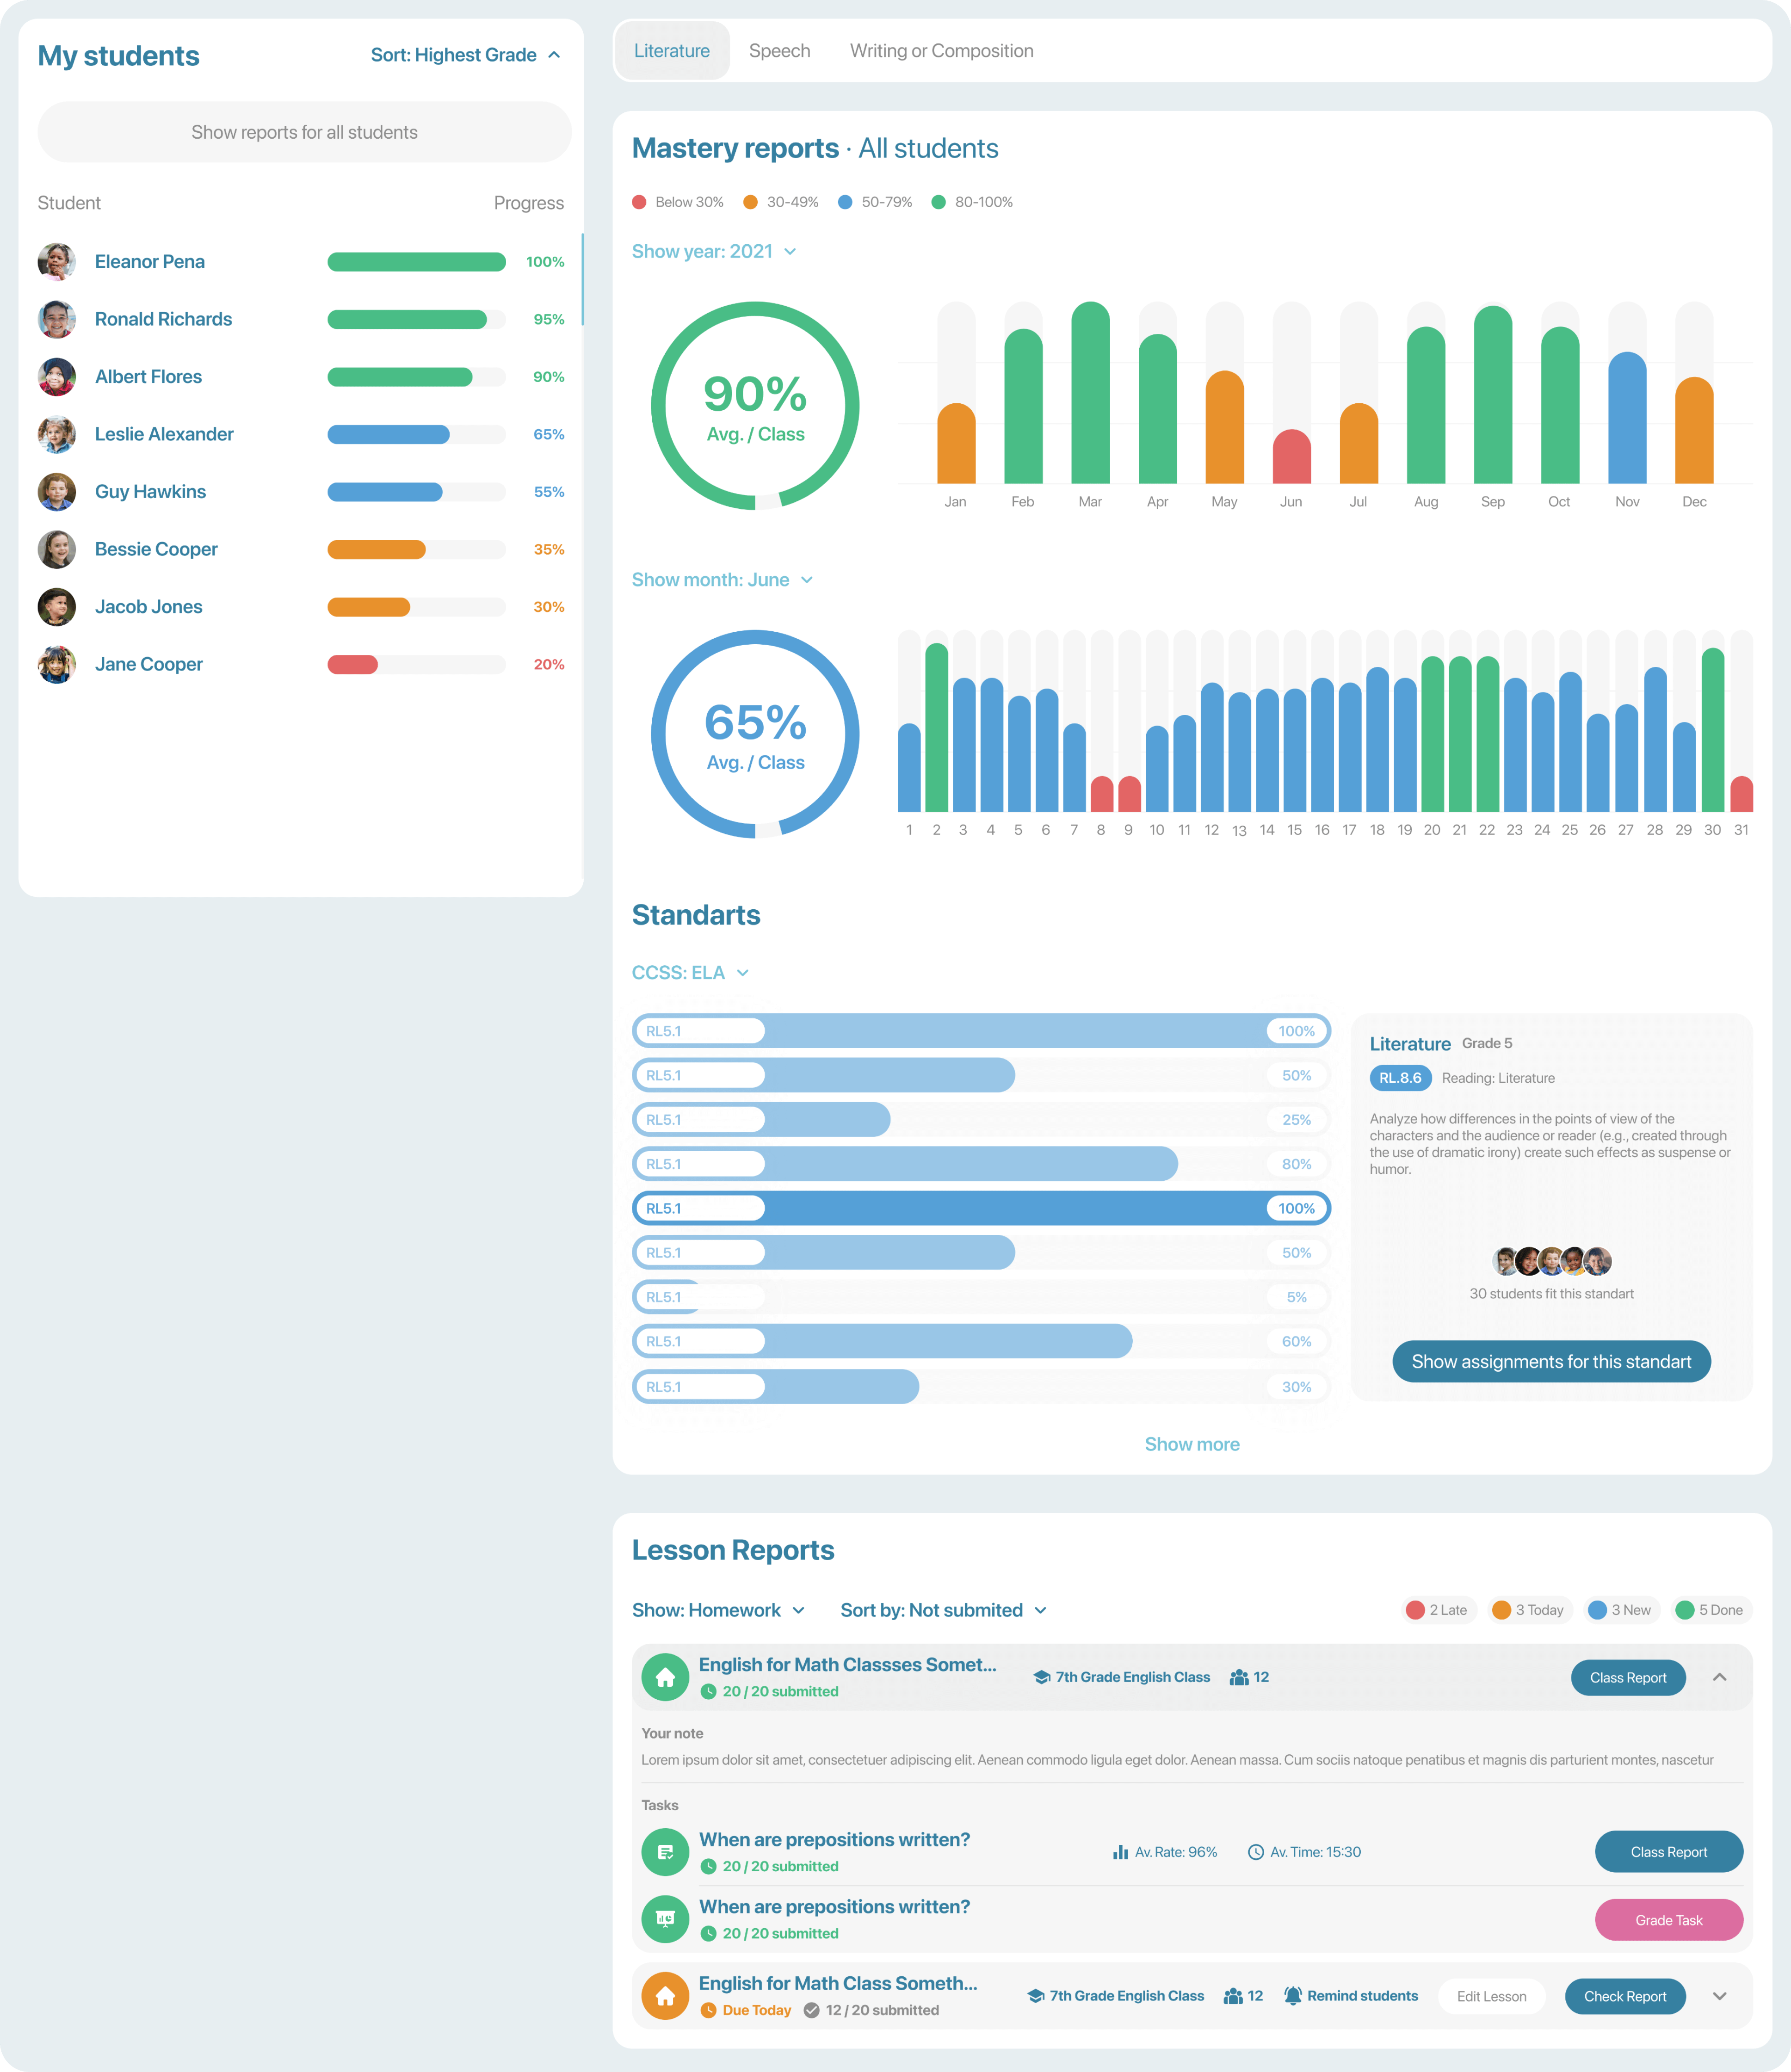 My students
Sort: Highest Grade
Show reports for all students
Student
Progress
Eleanor Pena
100%
Ronald Richards
95%
Albert Flores
90%
Leslie Alexander
65%
Guy Hawkins
55%
Bessie Cooper
35%
Jacob Jones
30%
Jane Cooper
20%
Literature
Speech
Writing or Composition
Mastery reports · All students
Below 30%
30-49%
50-79%
80-100%
Show year: 2021
90%
Avg. / Class
Jan Feb Mar Apr May Jun Jul Aug Sep Oct Nov Dec
Show month: June
65%
Avg. / Class
1 2 3 4 5 6 7 8 9 10 11 12 13 14 15 16 17 18 19 20 21 22 23 24 25 26 27 28 29 30 31
Standarts
CCSS: ELA
RL5.1 100%
RL5.1 50%
RL5.1 25%
RL5.1 80%
RL5.1 100%
RL5.1 50%
RL5.1 5%
RL5.1 60%
RL5.1 30%
Literature Grade 5
RL.8.6 Reading: Literature
Analyze how differences in the points of view of the
characters and the audience or reader (e.g., created through
the use of dramatic irony) create such effects as suspense or
humor.
30 students fit this standart
Show assignments for this standart
Show more
Lesson Reports
Show: Homework
Sort by: Not submited
2 Late
3 Today
3 New
5 Done
English for Math Classses Somet...
20 / 20 submitted
7th Grade English Class
12
Class Report
Your note
Lorem ipsum dolor sit amet, consectetuer adipiscing elit. Aenean commodo ligula eget dolor. Aenean massa. Cum sociis natoque penatibus et magnis dis parturient montes, nascetur
Tasks
When are prepositions written?
20 / 20 submitted
Av. Rate: 96%
Av. Time: 15:30
Class Report
When are prepositions written?
20 / 20 submitted
Grade Task
English for Math Class Someth...
Due Today
12 / 20 submitted
7th Grade English Class
12
Remind students
Edit Lesson
Check Report